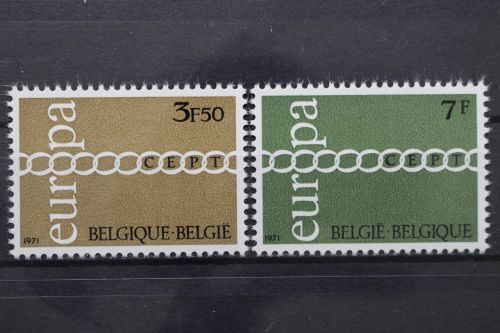 europa
3F50
CEPT
1971
BELGIQUE·BELGIË
europa
7F
CEPT
1971
BELGIQUE·BELGIË